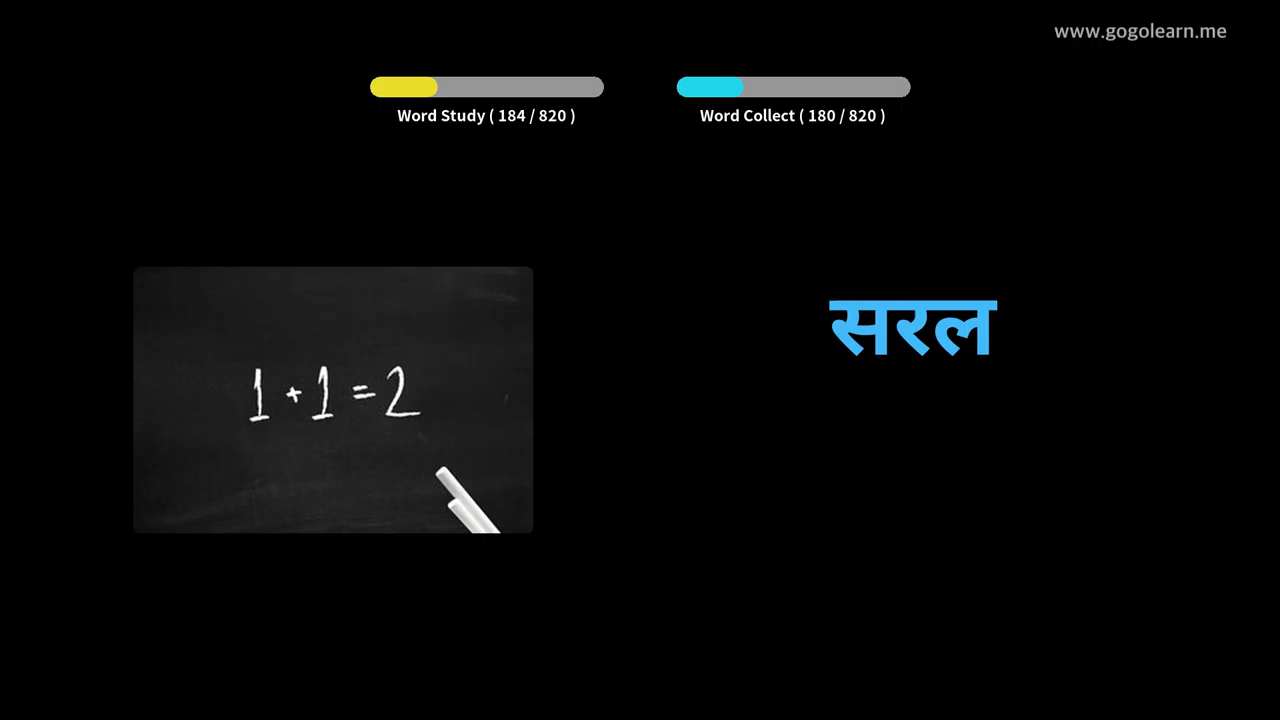 www.gogolearn.me
Word Study ( 184 / 820 )
Word Collect ( 180 / 820 )
सरल
1 + 1 = 2